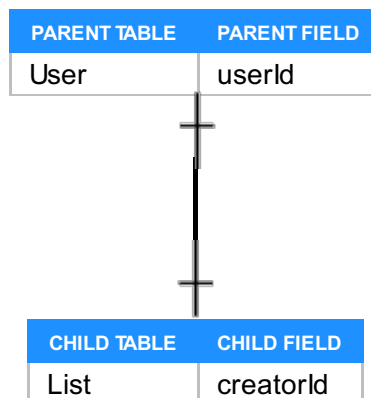 PARENT TABLE PARENT FIELD
User userId
CHILD TABLE CHILD FIELD
List creatorId